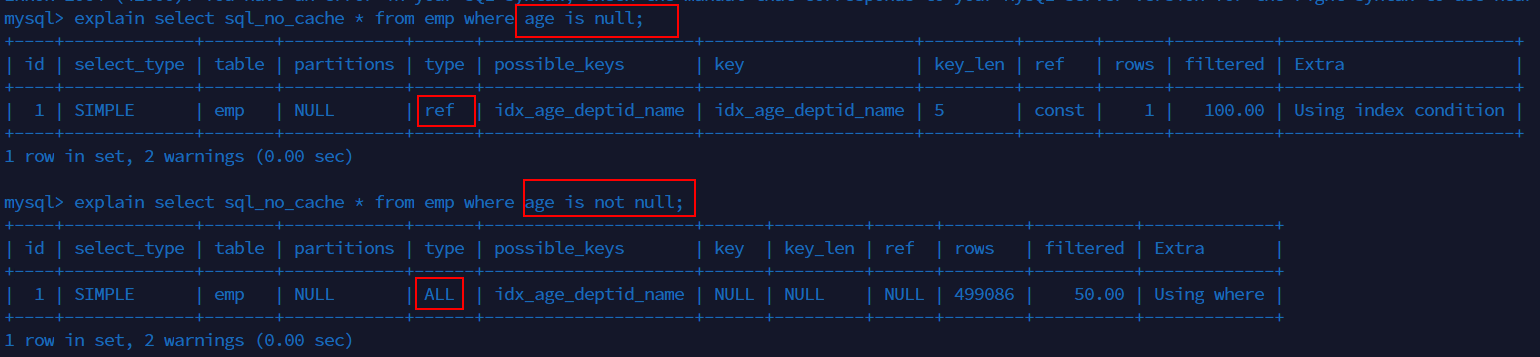 mysql> explain select sql_no_cache * from emp where age is null;
+----+-------------+-------+------------+------+----------------------+----------------------+---------+-------+------+----------+-----------------------+
| id | select_type | table | partitions | type | possible_keys | key | key_len | ref | rows | filtered | Extra |
+----+-------------+-------+------------+------+----------------------+----------------------+---------+-------+------+----------+-----------------------+
| 1 | SIMPLE | emp | NULL | ref | idx_age_deptid_name | idx_age_deptid_name | 5 | const | 1 | 100.00 | Using index condition |
+----+-------------+-------+------------+------+----------------------+----------------------+---------+-------+------+----------+-----------------------+
1 row in set, 2 warnings (0.00 sec)
mysql> explain select sql_no_cache * from emp where age is not null;
+----+-------------+-------+------------+------+----------------------+------+---------+------+--------+----------+-------------+
| id | select_type | table | partitions | type | possible_keys | key | key_len | ref | rows | filtered | Extra |
+----+-------------+-------+------------+------+----------------------+------+---------+------+--------+----------+-------------+
| 1 | SIMPLE | emp | NULL | ALL | idx_age_deptid_name | NULL | NULL | NULL | 499086 | 50.00 | Using where |
+----+-------------+-------+------------+------+----------------------+------+---------+------+--------+----------+-------------+
1 row in set, 2 warnings (0.00 sec)